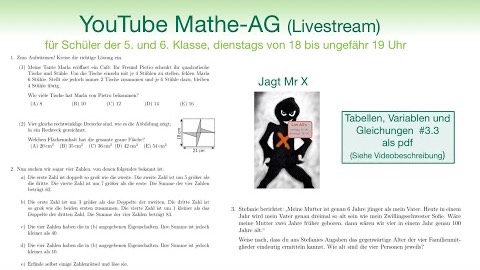 YouTube Mathe-AG (Livestream)
für Schüler der 5. und 6. Klasse, dienstags von 18 bis ungefähr 19 Uhr
1. Zum Aufwärmen! Kreise die richtige Lösung ein.
(1) Meine Tante Maria eröffnet ein Café. Ihr Freund Pietro schenkt ihr quadratische
Tische und Stühle. Um die Tische einzeln mit je 4 Stühlen zu stellen, fehlen Maria
6 Stühle. Stellt sie jedoch immer 2 Tische zusammen und je 6 Stühle dazu, bleiben
4 Stühle übrig.
Wie viele Tische hat Maria von Pietro bekommen?
(A) 8 (B) 10 (C) 12 (D) 14 (E) 16
(2) Vier gleiche rechtwinklige Dreiecke sind, wie es die Abbildung zeigt,
in ein Rechteck gezeichnet.
Welchen Flächeninhalt hat die gesamte graue Fläche?
21 cm
2. Nun suchen wir sogar vier Zahlen, von denen folgendes bekannt ist:
a) Die erste Zahl ist doppelt so groß wie die zweite. Die zweite Zahl ist um 5 größer als
die dritte. Die vierte Zahl ist um 7 größer als die erste. Die Summe der vier Zahlen
beträgt 62.
b) Die erste Zahl ist um 3 größer als das Doppelte der zweiten. Die dritte Zahl ist
so groß wie die beiden ersten zusammen. Die vierte Zahl ist um 1 kleiner als das
Doppelte der dritten Zahl. Die Summe der vier Zahlen beträgt 83.
c) Die vier Zahlen haben die in (b) angegebenen Eigenschaften. Ihre Summe ist jedoch
kleiner als 40.
d) Die vier Zahlen haben die in (a) angegebenen Eigenschaften. Ihre Summe ist jedoch
kleiner als 10.
e) Erfinde selbst einige Zahlenrätsel und löse sie.
Jagt Mr X
Tabellen, Variablen und
Gleichungen #3.3
als pdf
(Siehe Videobeschreibung)
3. Stefanie berichtet: „Meine Mutter ist genau 6 Jahre jünger als mein Vater. Heute in einem
Jahr wird mein Vater genau dreimal so alt sein wie mein Zwillingsschwester Sofie. Wäre
meine Mutter zwei Jahre früher geboren, dann wären wir vier in einem Jahr genau 100
Jahre alt."
Weise nach, dass du aus Stefanies Angaben das gegenwärtige Alter der vier Familienmit-
glieder eindeutig ermitteln kannst. Wie alt sind die vier Personen jeweils?